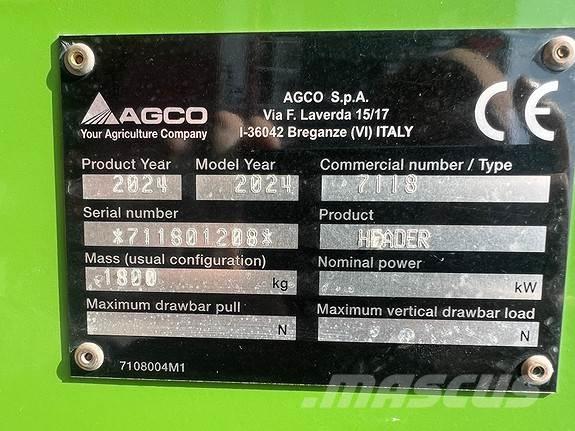 AGCO
Your Agriculture Company
AGCO S.p.A.
Via F. Laverda 15/17
I-36042 Breganze (VI) ITALY
CE
Product Year
Model Year
Commercial number / Type
2024
2024
7118
Serial number
Product
*711801208*
HEADER
Mass (usual configuration)
Nominal power
1800 kg
kW
Maximum drawbar pull
Maximum vertical drawbar load
N
N
7108004M1
MASCUS